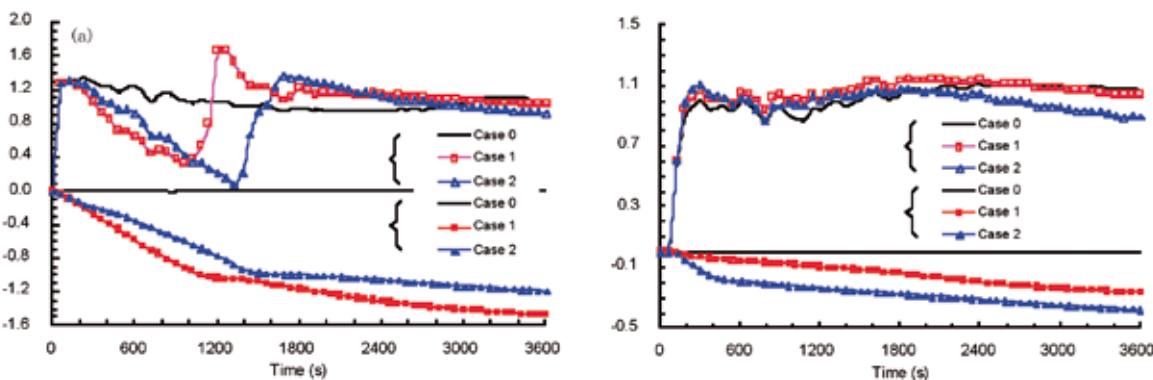 (a)
2.0
1.6
1.2
0.8
0.4
0.0
-0.4
-0.8
-1.2
-1.6
Case 0
Case 1
Case 2
Case 0
Case 1
Case 2
0 600 1200 1800 2400 3000 3600
Time (s)
1.5
1.1
0.7
0.3
-0.1
-0.5
Case 0
Case 1
Case 2
Case 0
Case 1
Case 2
0 600 1200 1800 2400 3000 3600
Time (s)